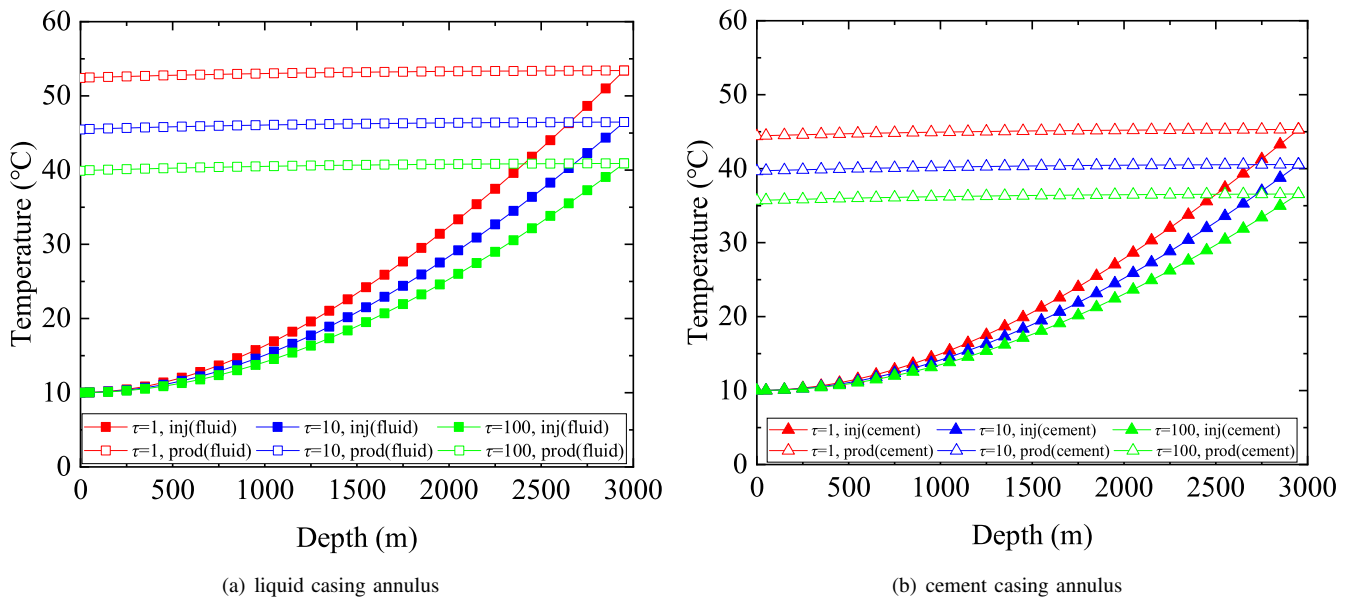 60
50
40
30
20
10
0
Temperature (℃)
τ=1, inj(fluid) τ=10, inj(fluid) τ=100, inj(fluid)
τ=1, prod(fluid) τ=10, prod(fluid) τ=100, prod(fluid)
0 500 1000 1500 2000 2500 3000
Depth (m)
(a) liquid casing annulus
60
50
40
30
20
10
0
Temperature (℃)
τ=1, inj(cement) τ=10, inj(cement) τ=100, inj(cement)
τ=1, prod(cement) τ=10, prod(cement) τ=100, prod(cement)
0 500 1000 1500 2000 2500 3000
Depth (m)
(b) cement casing annulus